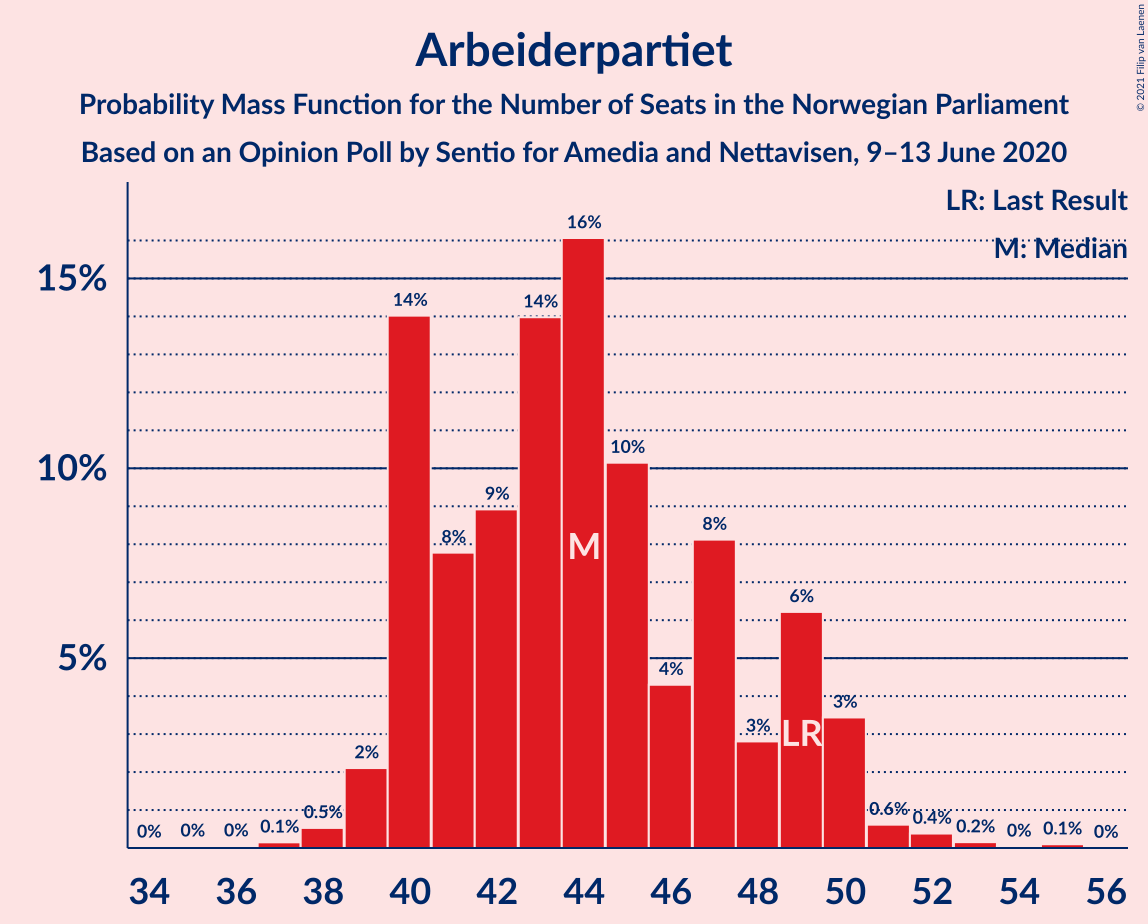 Arbeiderpartiet
Probability Mass Function for the Number of Seats in the Norwegian Parliament
Based on an Opinion Poll by Sentio for Amedia and Nettavisen, 9–13 June 2020
© 2021 Filip van Laenen
LR: Last Result
M: Median
15%
10%
5%
0%
0%
0%
0.1%
0.5%
2%
14%
8%
9%
14%
16%
10%
4%
8%
3%
6%
3%
0.6%
0.4%
0.2%
0%
0.1%
0%
M
LR
34 36 38 40 42 44 46 48 50 52 54 56